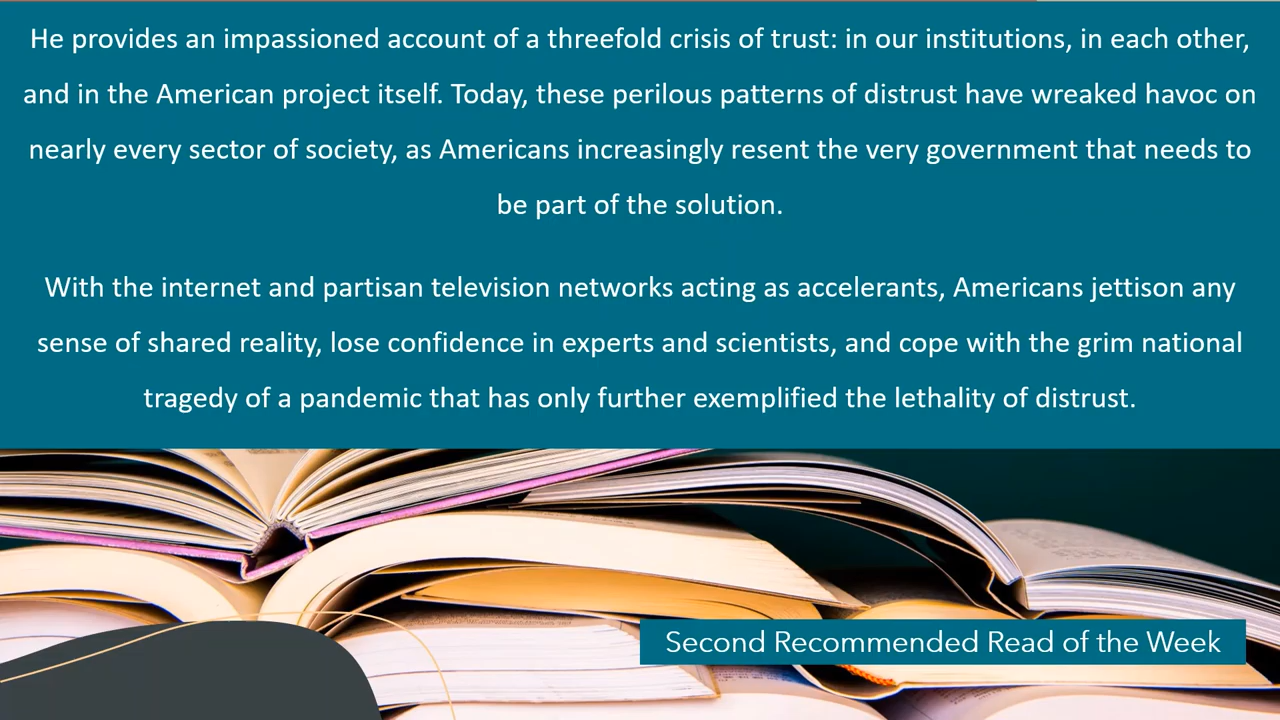 He provides an impassioned account of a threefold crisis of trust: in our institutions, in each other,
and in the American project itself. Today, these perilous patterns of distrust have wreaked havoc on
nearly every sector of society, as Americans increasingly resent the very government that needs to
be part of the solution.
With the internet and partisan television networks acting as accelerants, Americans jettison any
sense of shared reality, lose confidence in experts and scientists, and cope with the grim national
tragedy of a pandemic that has only further exemplified the lethality of distrust.
Second Recommended Read of the Week